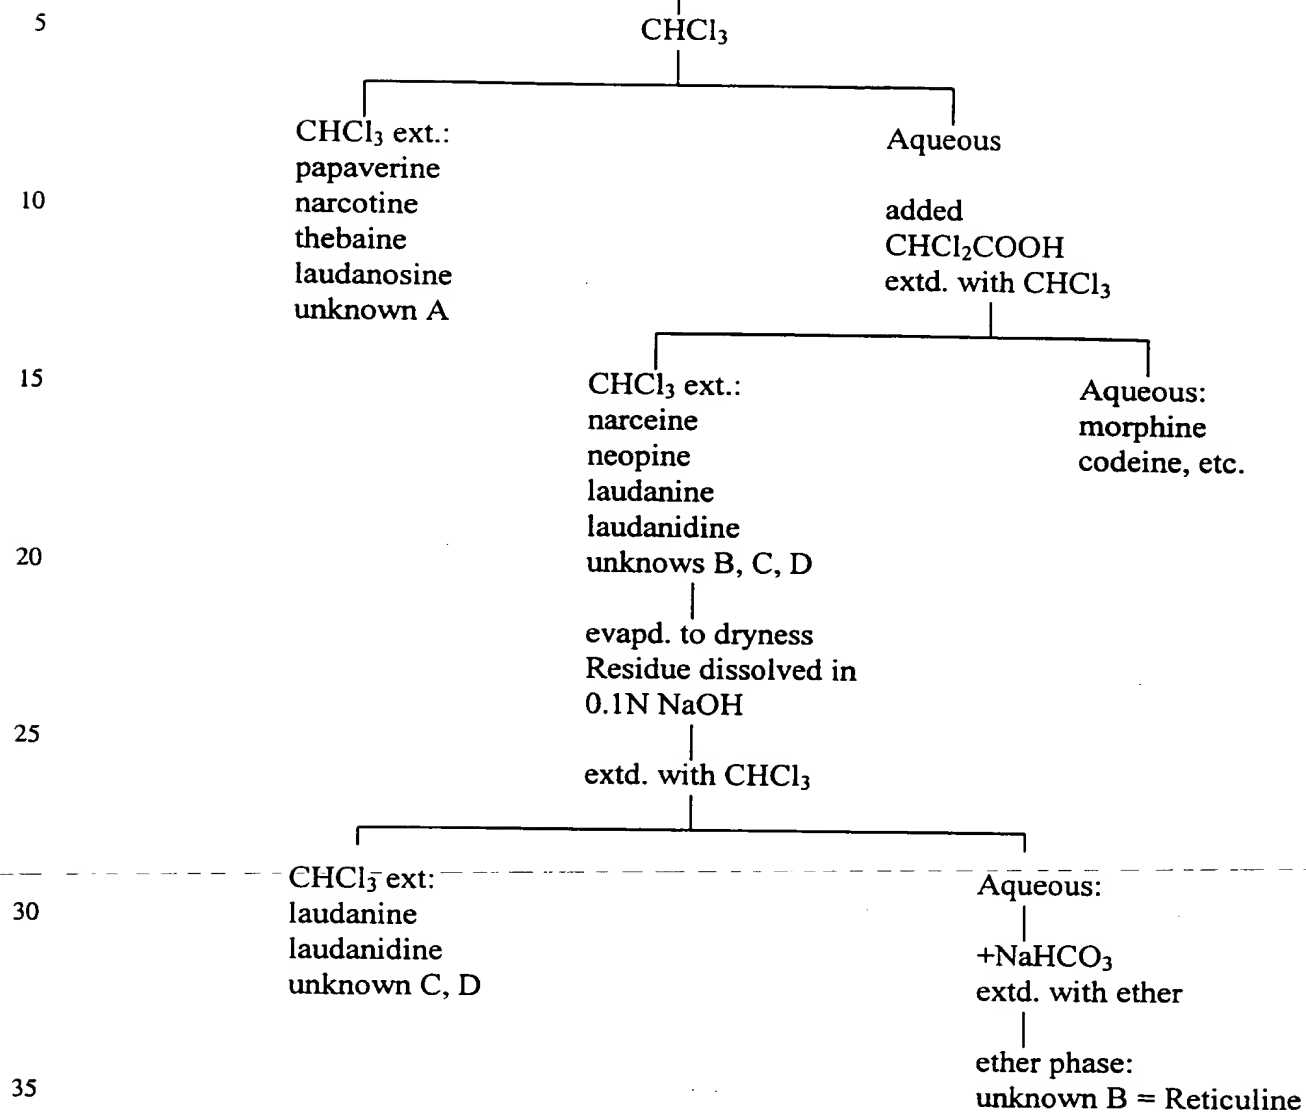 5
CHCl3
CHCl3 ext.:
papaverine
10 narcotine
thebaine
laudanosine
unknown A
Aqueous
added
CHCl2COOH
extd. with CHCl3
15 CHCl3 ext.:
narceine
neopine
laudanine
laudanidine
20 unknows B, C, D
Aqueous:
morphine
codeine, etc.
evapd. to dryness
Residue dissolved in
0.1N NaOH
25
extd. with CHCl3
CHCl3 ext:
30 laudanine
laudanidine
unknown C, D
Aqueous:
+NaHCO3
extd. with ether
ether phase:
35 unknown B = Reticuline